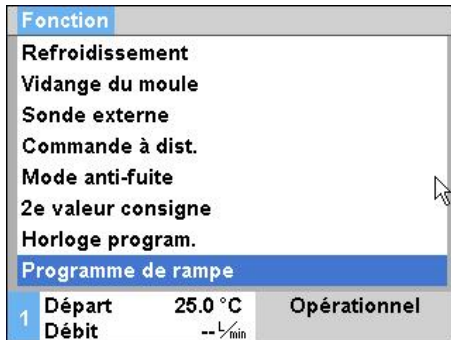 Fonction
Refroidissement
Vidange du moule
Sonde externe
Commande à dist.
Mode anti-fuite
2e valeur consigne
Horloge program.
Programme de rampe
1 Départ 25.0 °C Opérationnel
Débit -- L/min